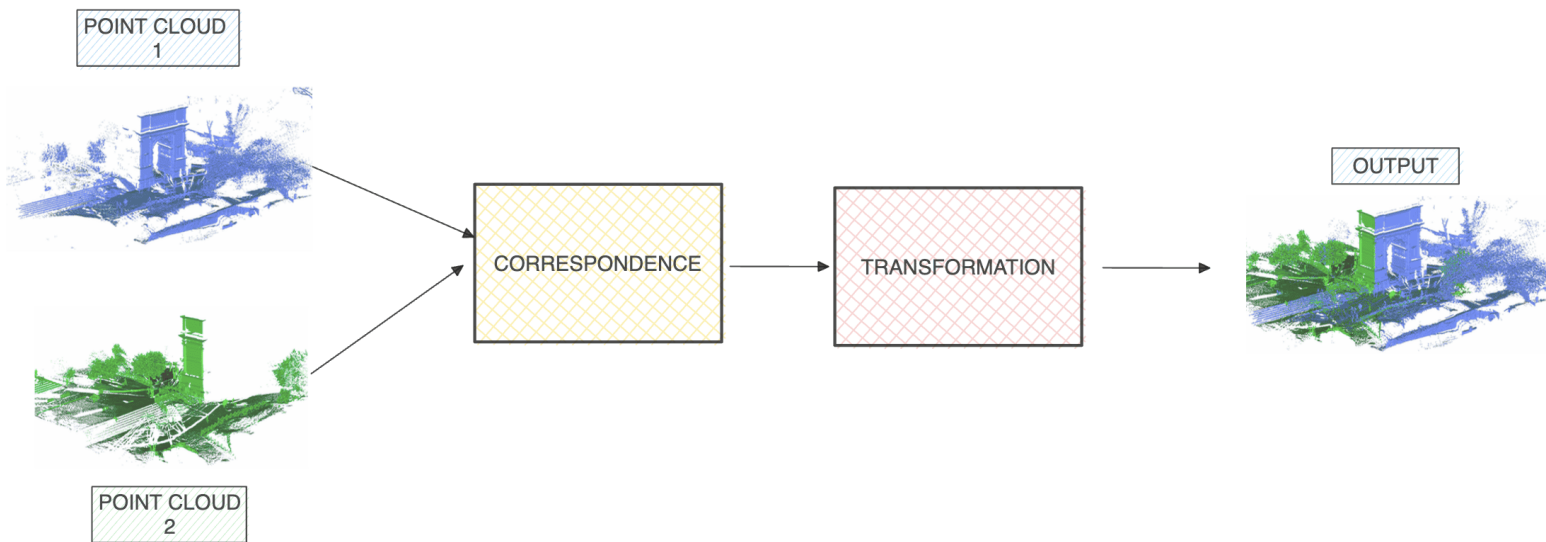 POINT CLOUD
1
CORRESPONDENCE
TRANSFORMATION
OUTPUT
POINT CLOUD
2